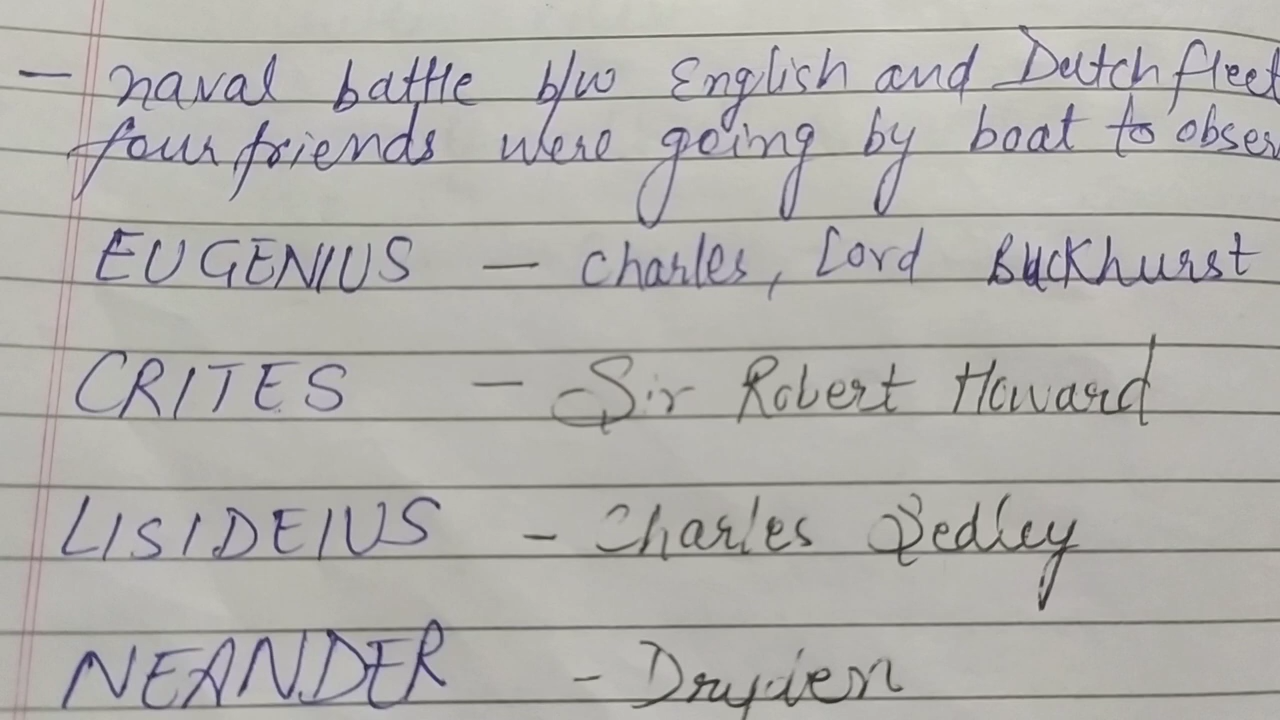 - naval battle b/w English and Dutch fleet
four friends were going by boat to obser
EUGENIUS - Charles, Lord Buckhurst
CRITES - Sir Robert Howard
LISIDEIUS - Charles Sedley
NEANDER - Dryden